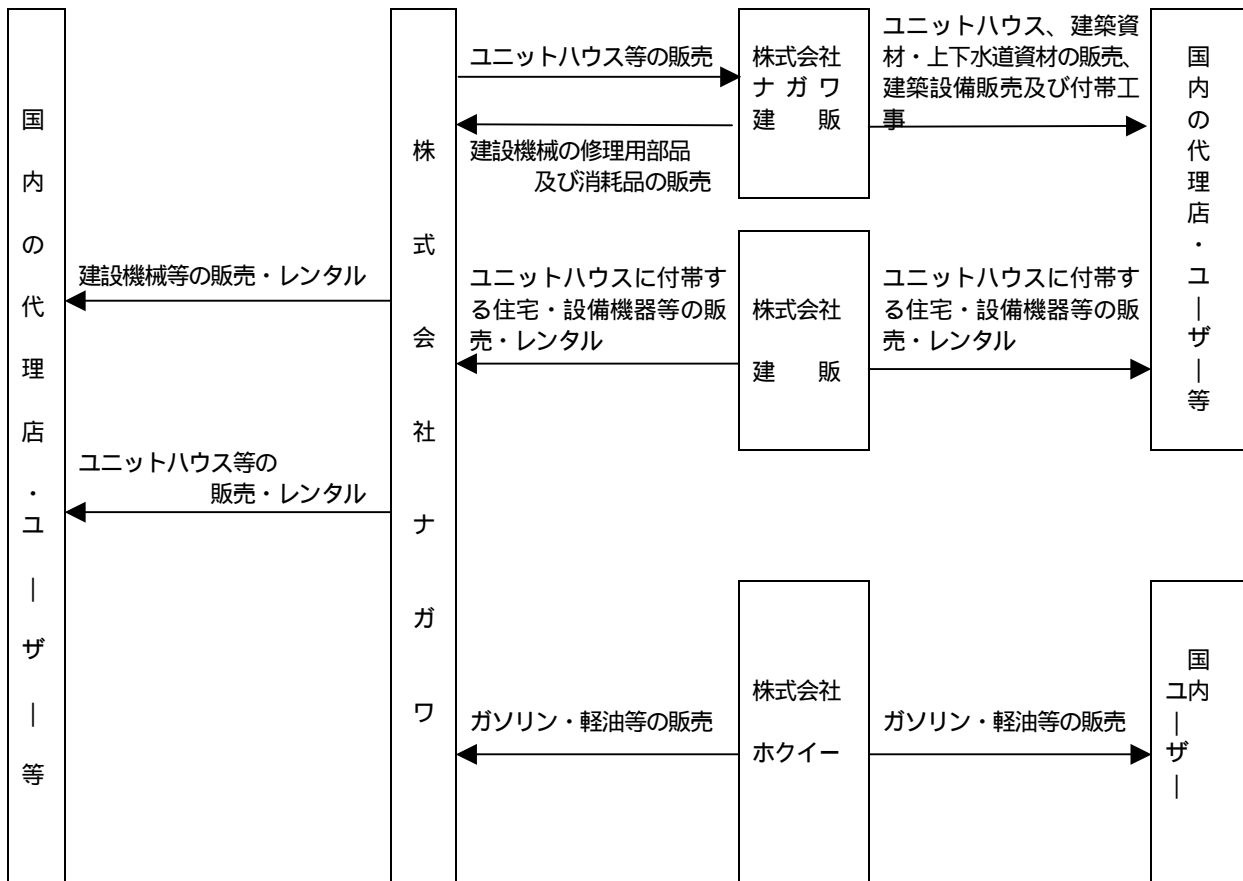 国内の代理店・ユーザー等
建設機械等の販売・レンタル
ユニットハウス等の
販売・レンタル
株式会社ナガワ
ユニットハウス等の販売
建設機械の修理用部品
及び消耗品の販売
株式会社
ナガワ
建販
ユニットハウス、建築資
材・上下水道資材の販売、
建築設備販売及び付帯工
事
ユニットハウスに付帯す
る住宅・設備機器等の販
売・レンタル
株式会社
建販
ユニットハウスに付帯す
る住宅・設備機器等の販
売・レンタル
国内の代理店・ユーザー等
ガソリン・軽油等の販売
株式会社
ホクイー
ガソリン・軽油等の販売
国内
ユーザー